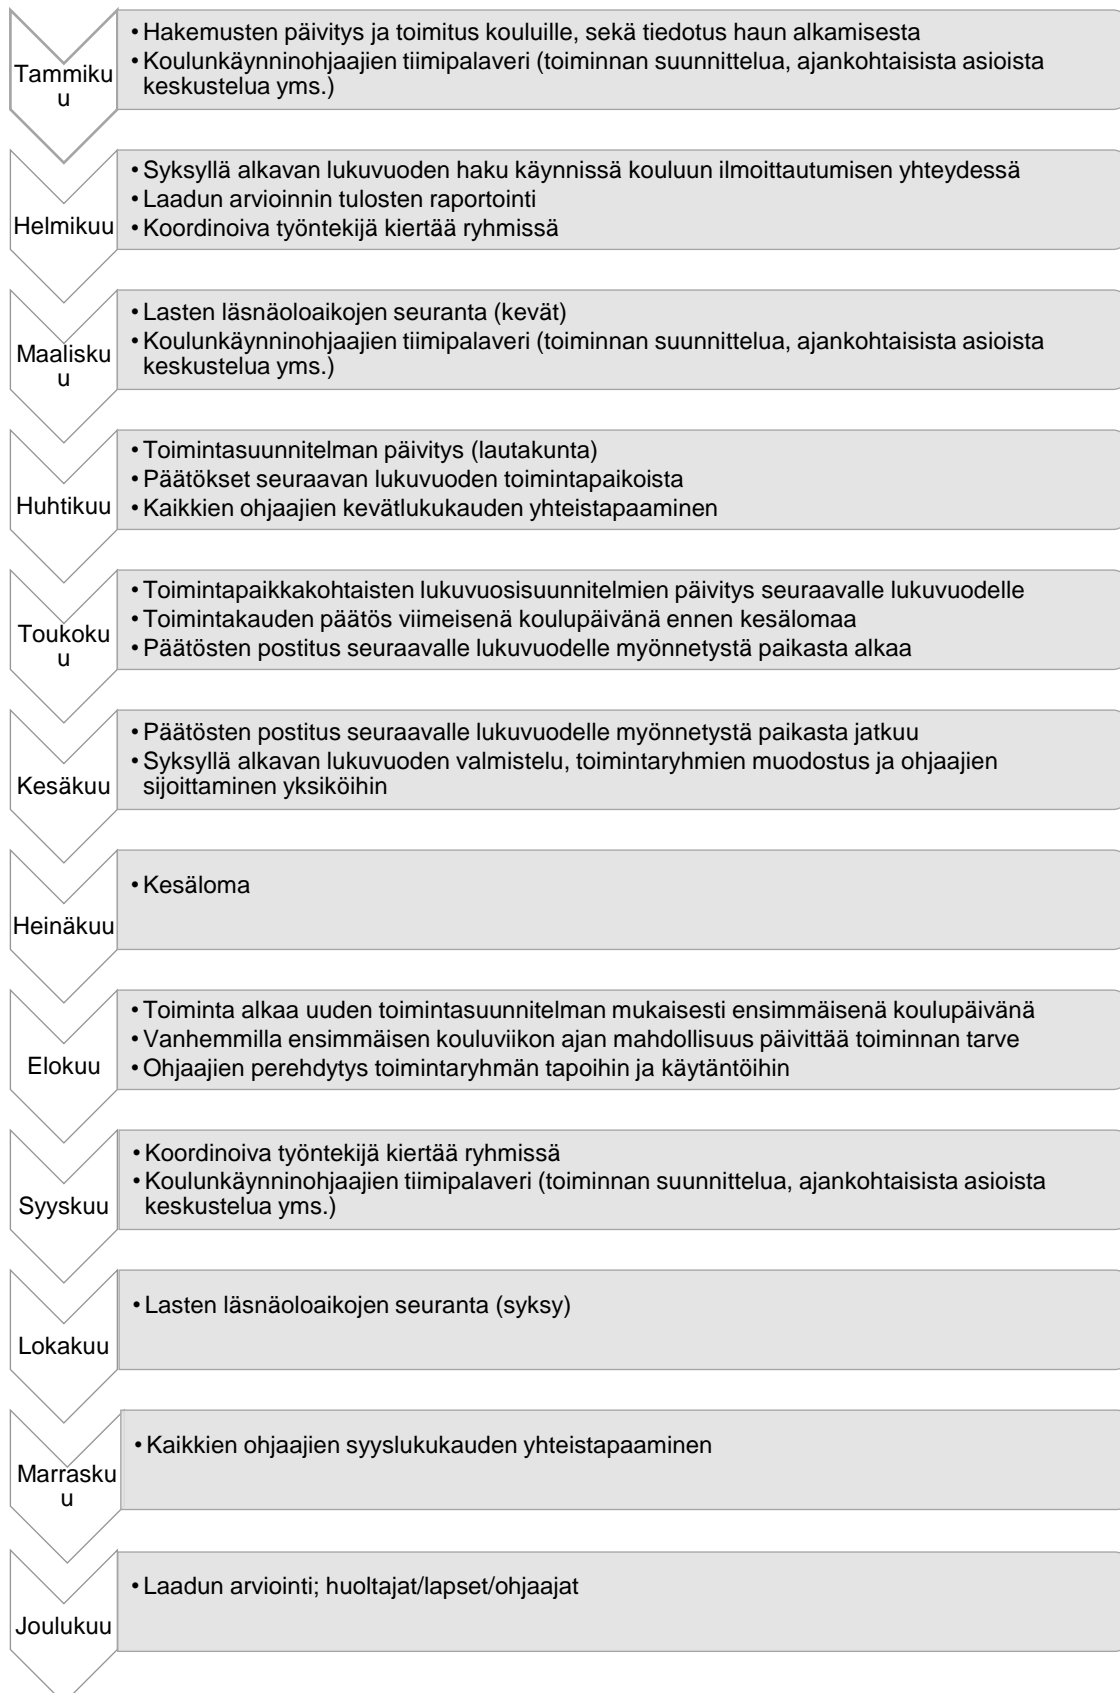 Tammiku
u
• Hakemusten päivitys ja toimitus kouluille, sekä tiedotus haun alkamisesta
• Koulunkäynninohjaajien tiimipalaveri (toiminnan suunnittelua, ajankohtaisista asioista
keskustelua yms.)
Helmikuu
• Syksyllä alkavan lukuvuoden haku käynnissä kouluun ilmoittautumisen yhteydessä
• Laadun arvioinnin tulosten raportointi
• Koordinoiva työntekijä kiertää ryhmissä
Maalisku
u
• Lasten läsnäoloaikojen seuranta (kevät)
• Koulunkäynninohjaajien tiimipalaveri (toiminnan suunnittelua, ajankohtaisista asioista
keskustelua yms.)
Huhtikuu
• Toimintasuunnitelman päivitys (lautakunta)
• Päätökset seuraavan lukuvuoden toimintapaikoista
• Kaikkien ohjaajien kevätlukukauden yhteistapaaminen
Toukoku
u
• Toimintapaikkakohtaisten lukuvuosisuunnitelmien päivitys seuraavalle lukuvuodelle
• Toimintakauden päätös viimeisenä koulupäivänä ennen kesälomaa
• Päätösten postitus seuraavalle lukuvuodelle myönnetystä paikasta alkaa
Kesäkuu
• Päätösten postitus seuraavalle lukuvuodelle myönnetystä paikasta jatkuu
• Syksyllä alkavan lukuvuoden valmistelu, toimintaryhmien muodostus ja ohjaajien
sijoittaminen yksiköihin
Heinäkuu
• Kesäloma
Elokuu
• Toiminta alkaa uuden toimintasuunnitelman mukaisesti ensimmäisenä koulupäivänä
• Vanhemmilla ensimmäisen kouluviikon ajan mahdollisuus päivittää toiminnan tarve
• Ohjaajien perehdytys toimintaryhmän tapoihin ja käytäntöihin
Syyskuu
• Koordinoiva työntekijä kiertää ryhmissä
• Koulunkäynninohjaajien tiimipalaveri (toiminnan suunnittelua, ajankohtaisista asioista
keskustelua yms.)
Lokakuu
• Lasten läsnäoloaikojen seuranta (syksy)
Marrasku
u
• Kaikkien ohjaajien syyslukukauden yhteistapaaminen
Joulukuu
• Laadun arviointi; huoltajat/lapset/ohjaajat